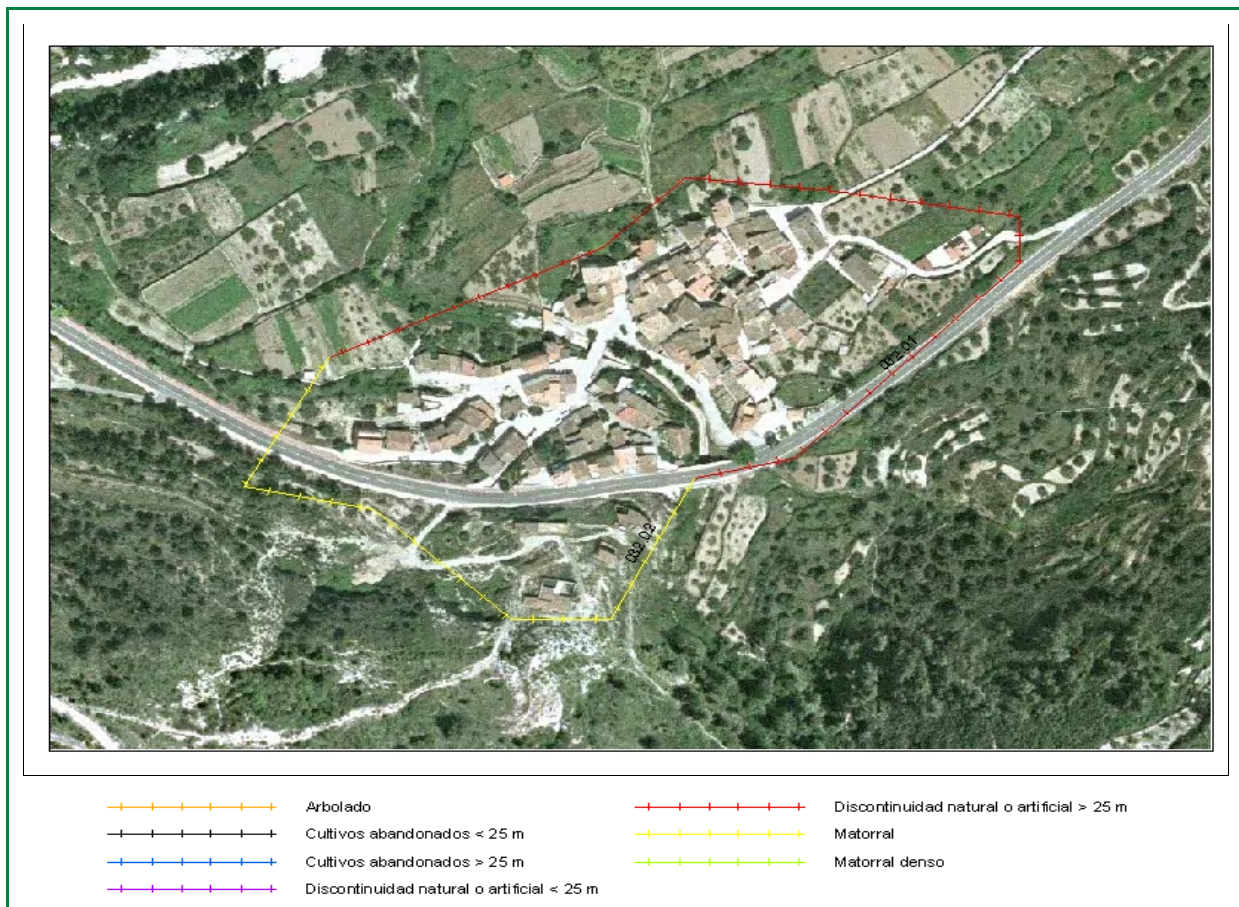 032.01
032.02
Arbolado
Cultivos abandonados < 25 m
Cultivos abandonados > 25 m
Discontinuidad natural o artificial < 25 m
Discontinuidad natural o artificial > 25 m
Matorral
Matorral denso